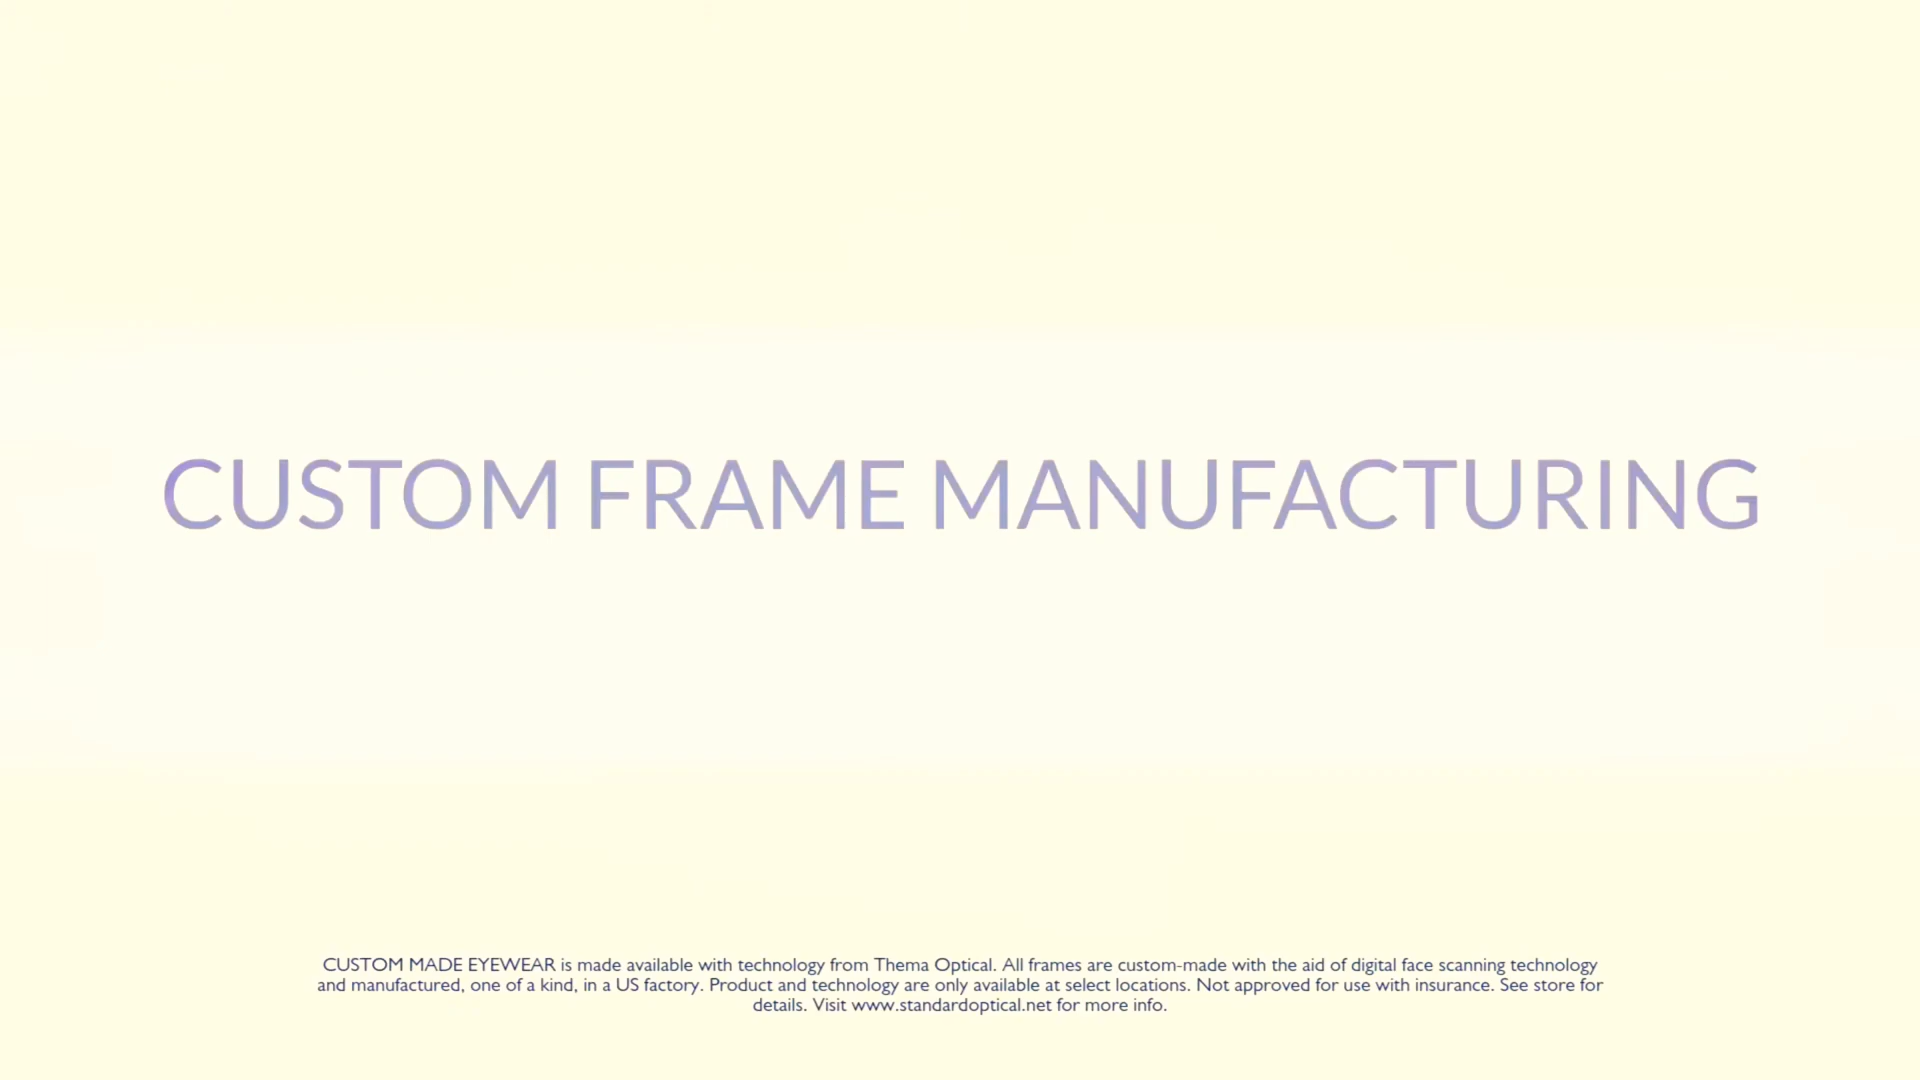 CUSTOM FRAME MANUFACTURING
CUSTOM MADE EYEWEAR is made available with technology from Thema Optical. All frames are custom-made with the aid of digital face scanning technology
and manufactured, one of a kind, in a US factory. Product and technology are only available at select locations. Not approved for use with insurance. See store for
details. Visit www.standardoptical.net for more info.